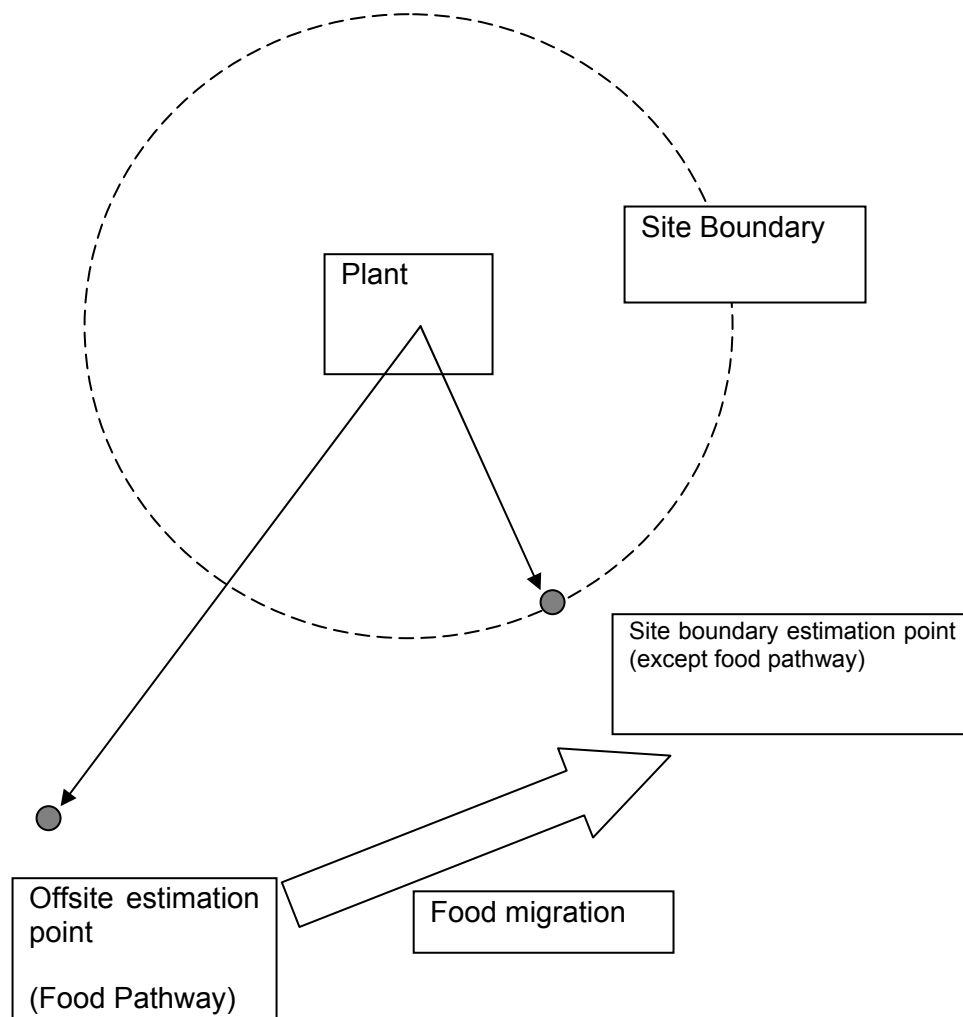 Site Boundary
Plant
Site boundary estimation point
(except food pathway)
Offsite estimation
point
(Food Pathway)
Food migration